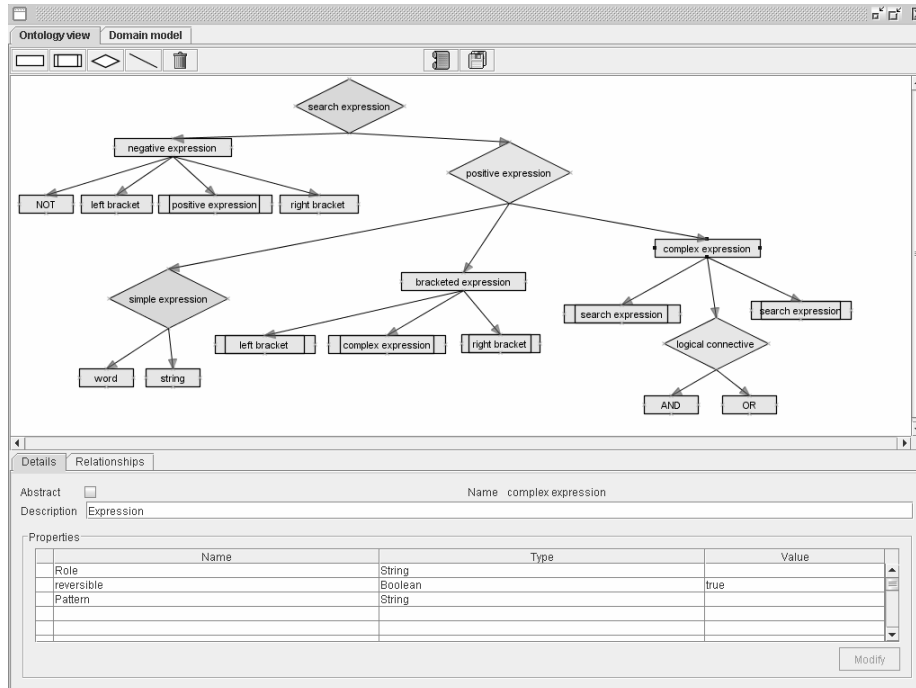 Ontology view Domain model
search expression
negative expression
positive expression
NOT left bracket positive expression right bracket
complex expression
simple expression
bracketed expression
search expression
search expression
left bracket complex expression right bracket
logical connective
word string
AND OR
Details Relationships
Abstract Name complex expression
Description Expression
Properties
Name Type Value
Role String
reversible Boolean true
Pattern String
Modify